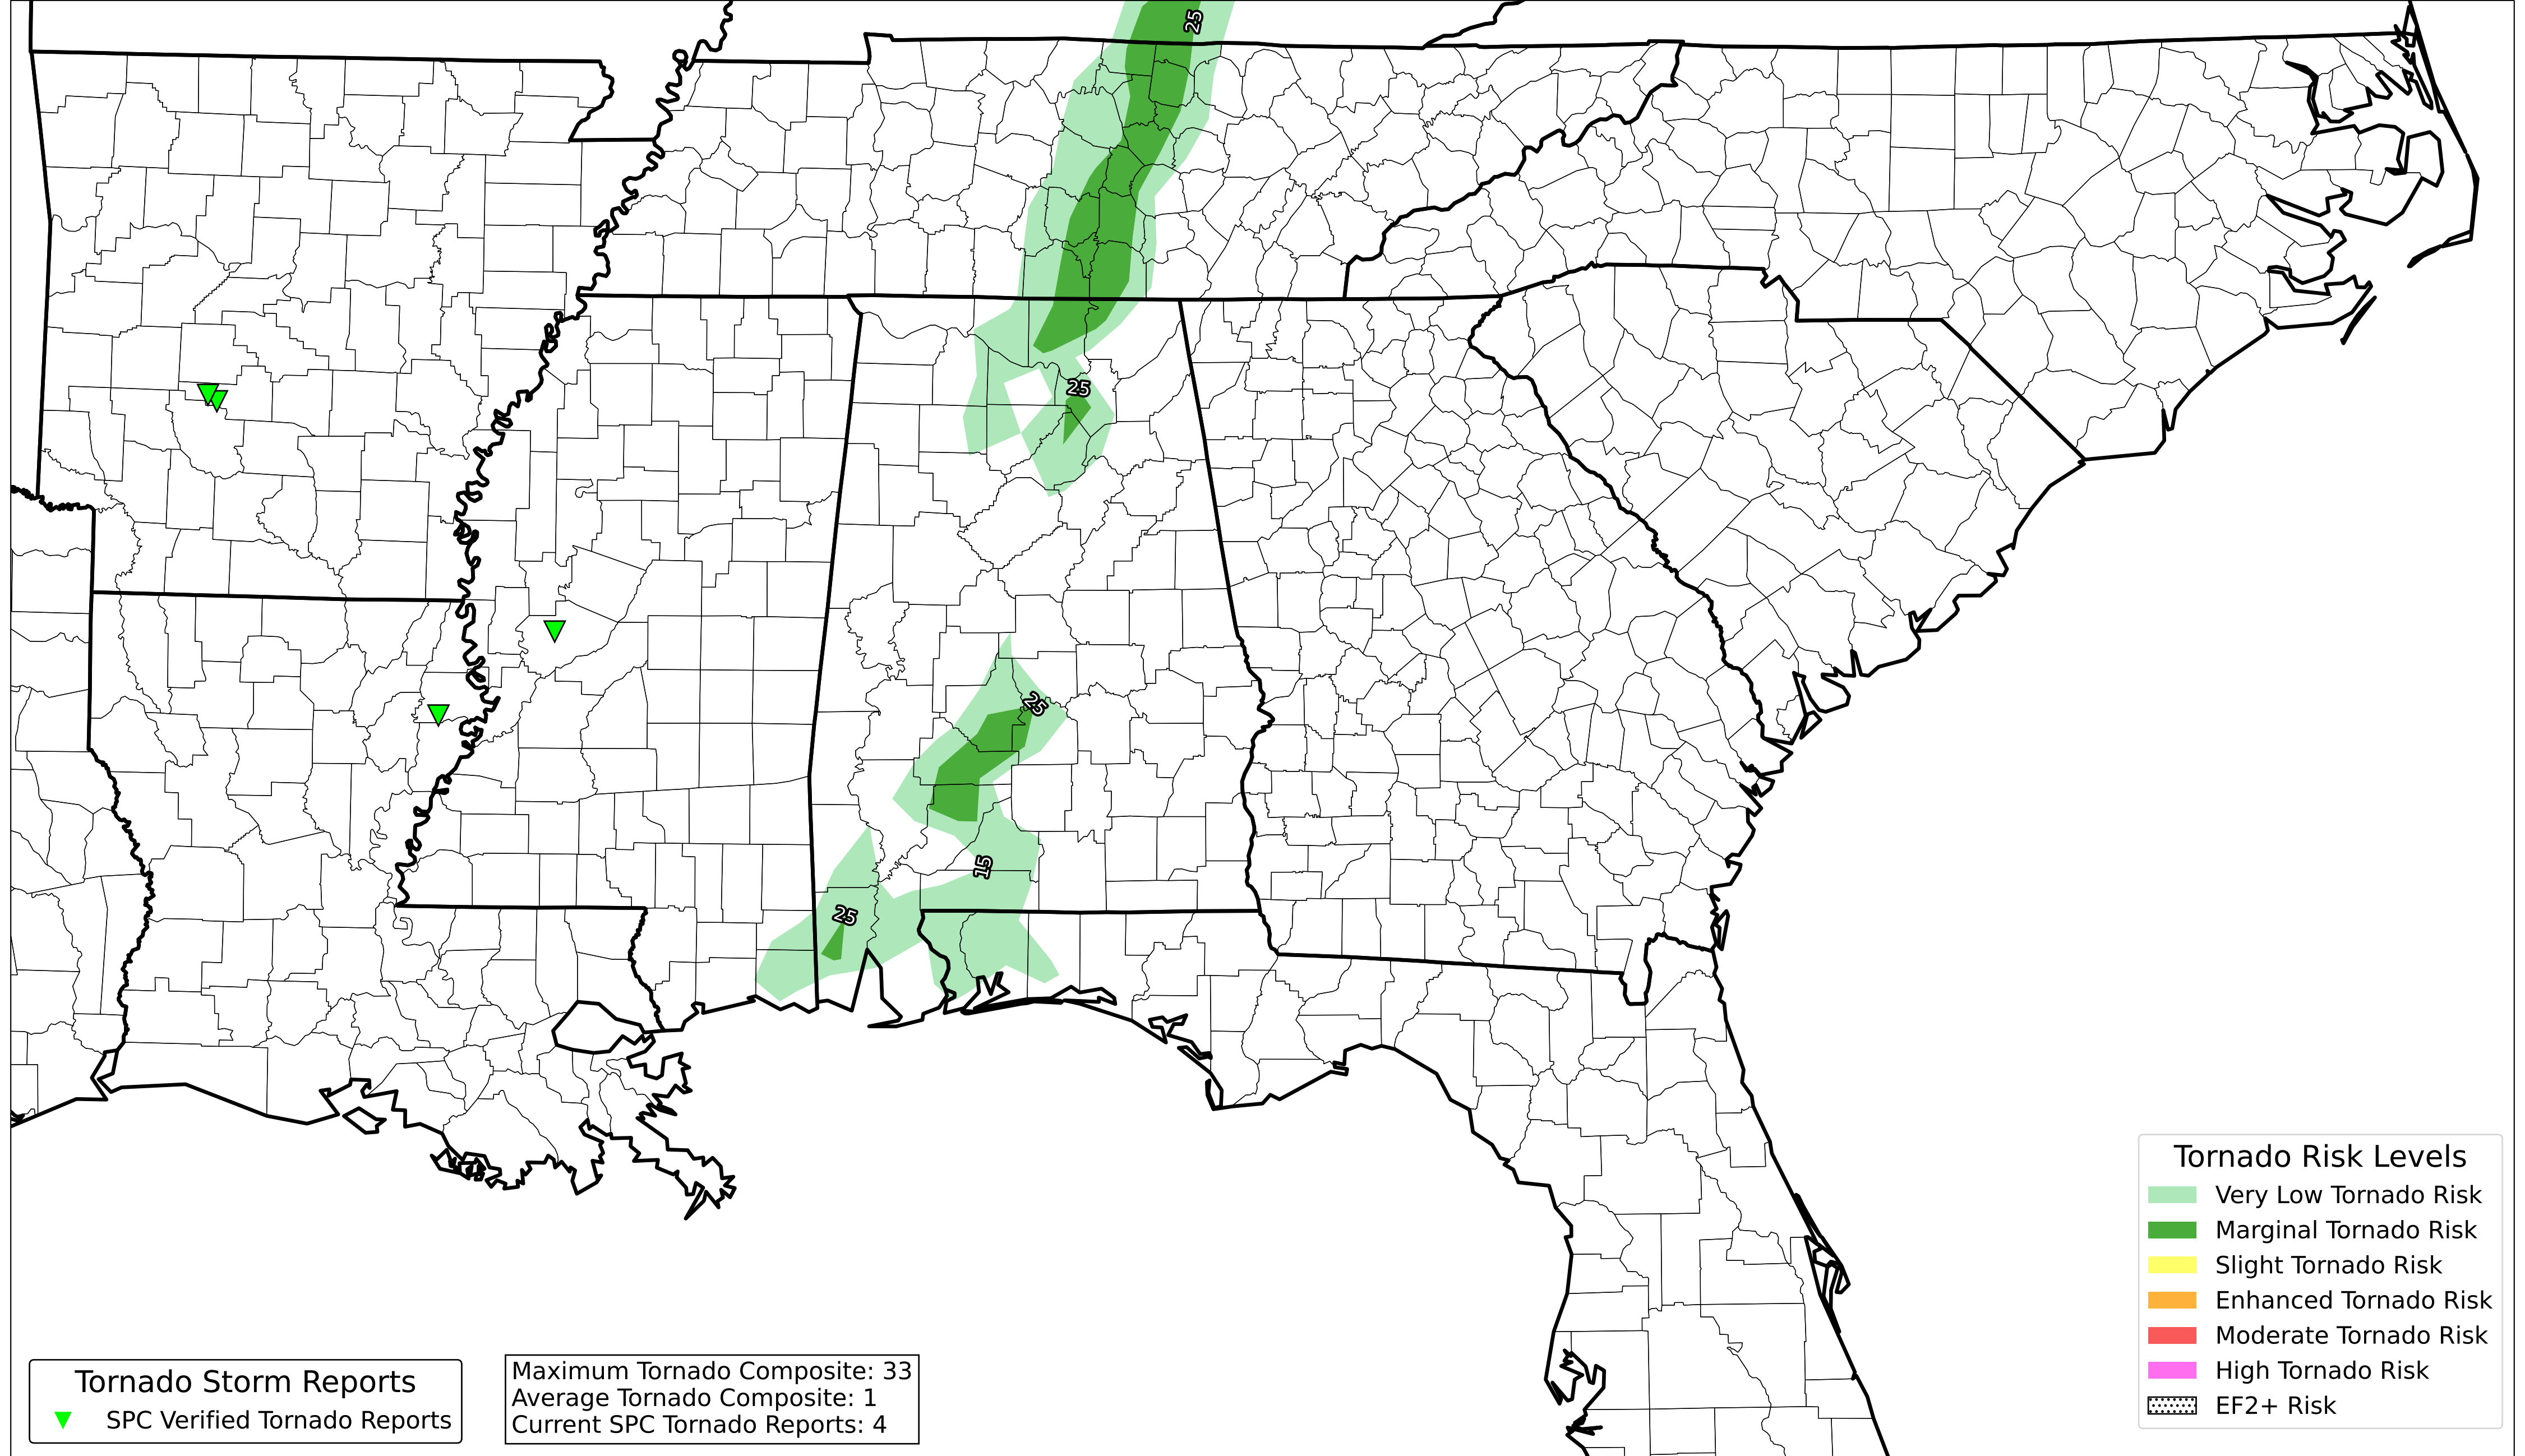 25
25
25
15
25
Tornado Risk Levels
Very Low Tornado Risk
Marginal Tornado Risk
Slight Tornado Risk
Enhanced Tornado Risk
Moderate Tornado Risk
High Tornado Risk
EF2+ Risk
Tornado Storm Reports
SPC Verified Tornado Reports
Maximum Tornado Composite: 33
Average Tornado Composite: 1
Current SPC Tornado Reports: 4